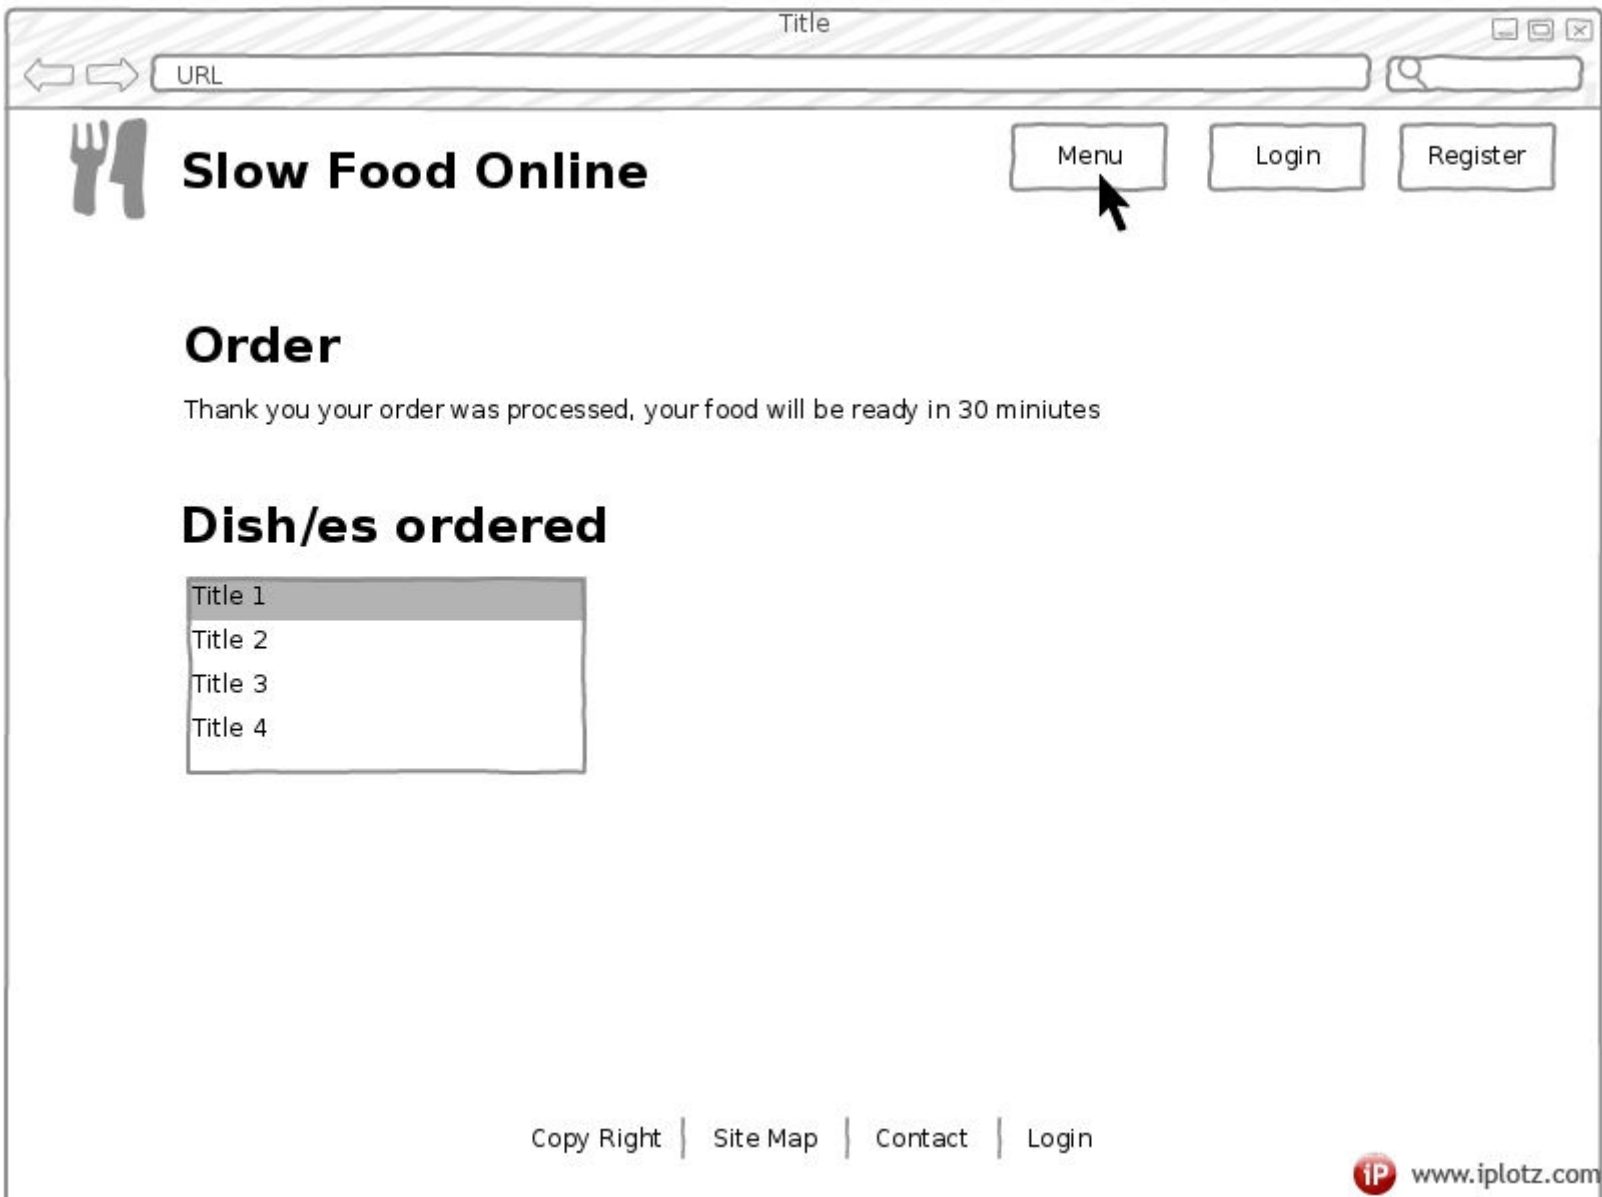 Title
URL
Slow Food Online
Menu
Login
Register
Order
Thank you your order was processed, your food will be ready in 30 miniutes
Dish/es ordered
Title 1
Title 2
Title 3
Title 4
Copy Right
Site Map
Contact
Login
iP www.iplotz.com